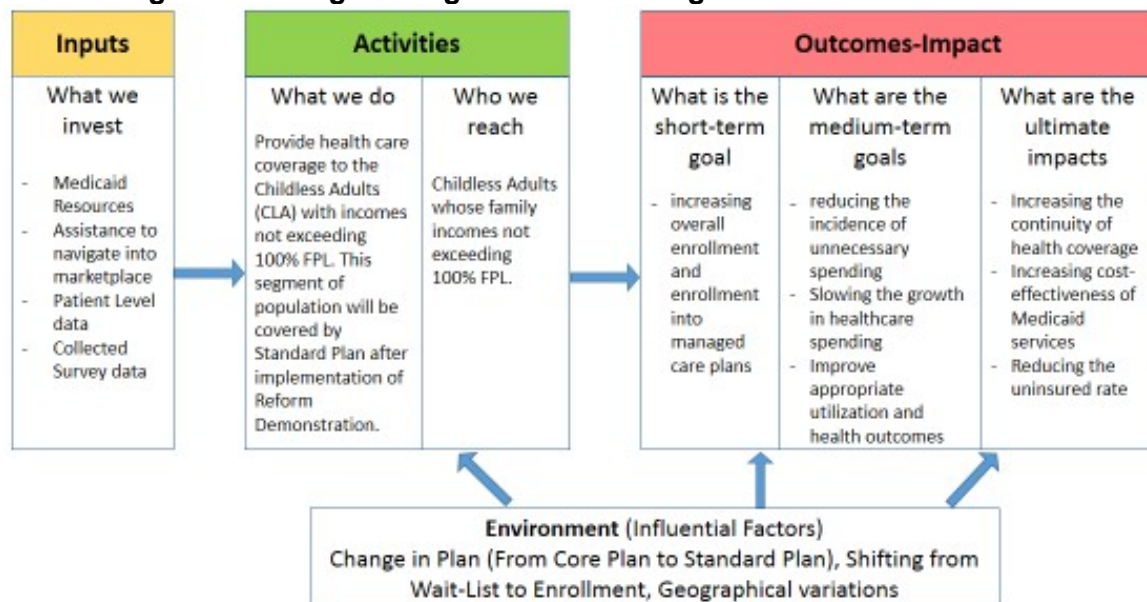 Inputs
What we
invest
- Medicaid
Resources
- Assistance to
navigate into
marketplace
- Patient Level
data
- Collected
Survey data
Activities
What we do
Provide health care
coverage to the
Childless Adults
(CLA) with incomes
not exceeding
100% FPL. This
segment of
population will be
covered by
Standard Plan after
implementation of
Reform
Demonstration.
Who we
reach
Childless Adults
whose family
incomes not
exceeding
100% FPL.
Outcomes-Impact
What is the
short-term
goal
- increasing
overall
enrollment
and
enrollment
into
managed
care plans
What are the
medium-term
goals
- reducing the
incidence of
unnecessary
spending
- Slowing the growth
in healthcare
spending
- Improve
appropriate
utilization and
health outcomes
What are the
ultimate
impacts
- Increasing the
continuity of
health coverage
- Increasing cost-
effectiveness of
Medicaid
services
- Reducing the
uninsured rate
Environment (Influential Factors)
Change in Plan (From Core Plan to Standard Plan), Shifting from
Wait-List to Enrollment, Geographical variations